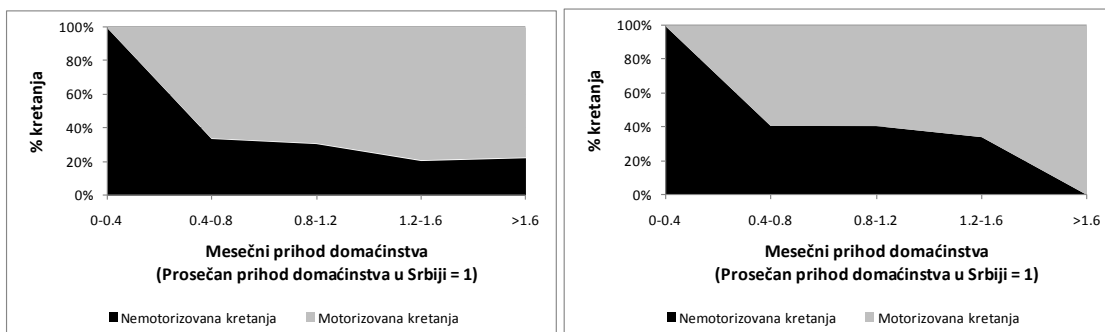 100%
80%
60%
40%
20%
0%
% kretanja
0-0.4 0.4-0.8 0.8-1.2 1.2-1.6 >1.6
Mesečni prihod domaćinstva
(Prosečan prihod domaćinstva u Srbiji = 1)
Nemotorizovana kretanja Motorizovana kretanja
100%
80%
60%
40%
20%
0%
% kretanja
0-0.4 0.4-0.8 0.8-1.2 1.2-1.6 >1.6
Mesečni prihod domaćinstva
(Prosečan prihod domaćinstva u Srbiji = 1)
Nemotorizovana kretanja Motorizovana kretanja